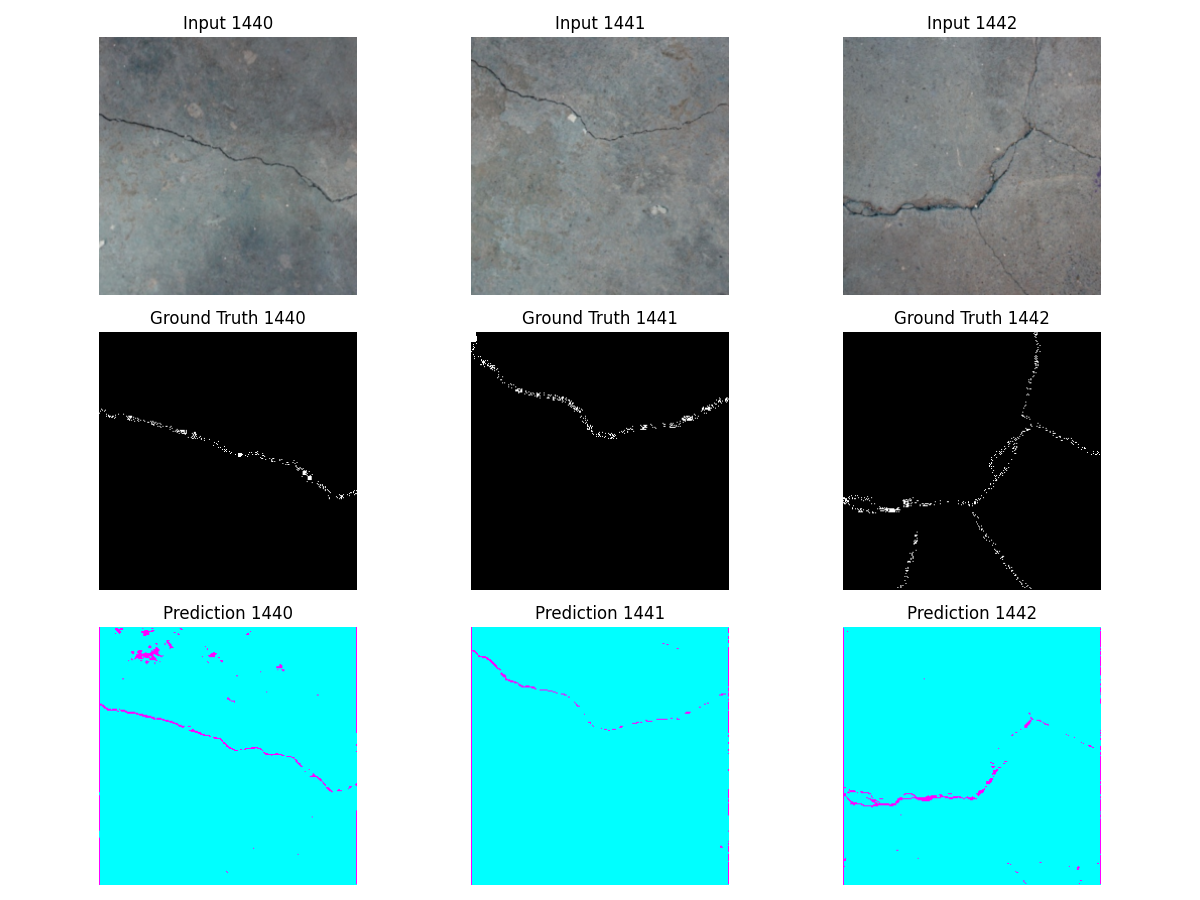 Input 1440
Input 1441
Input 1442
Ground Truth 1440
Ground Truth 1441
Ground Truth 1442
Prediction 1440
Prediction 1441
Prediction 1442